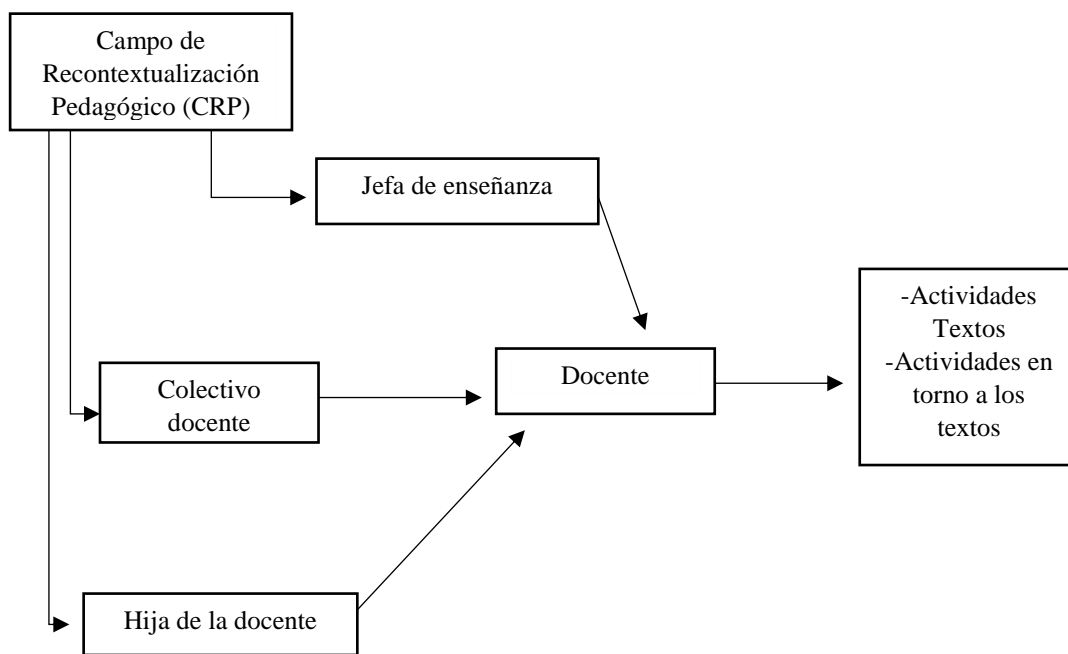 Campo de
Recontextualización
Pedagógico (CRP)
Jefa de enseñanza
-Actividades
Textos
-Actividades en
torno a los
textos
Docente
Colectivo
docente
Hija de la docente